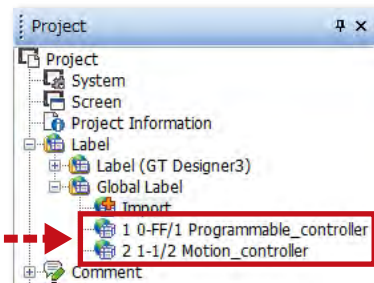 Project
Project
System
Screen
Project Information
Label
Label (GT Designer3)
Global Label
Import
1 0-FF/1 Programmable_controller
2 1-1/2 Motion_controller
Comment